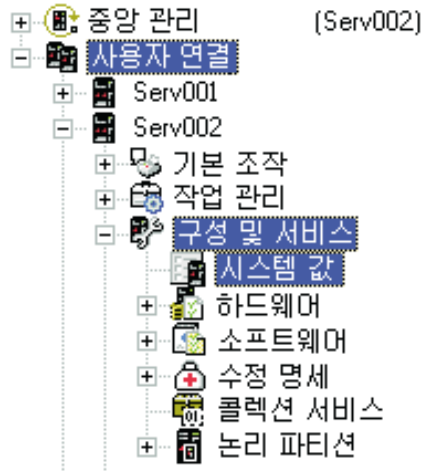 중앙 관리 (Serv002)
사용자 연결
Serv001
Serv002
기본 조작
작업 관리
구성 및 서비스
시스템 값
하드웨어
소프트웨어
수정 명세
콜렉션 서비스
논리 파티션